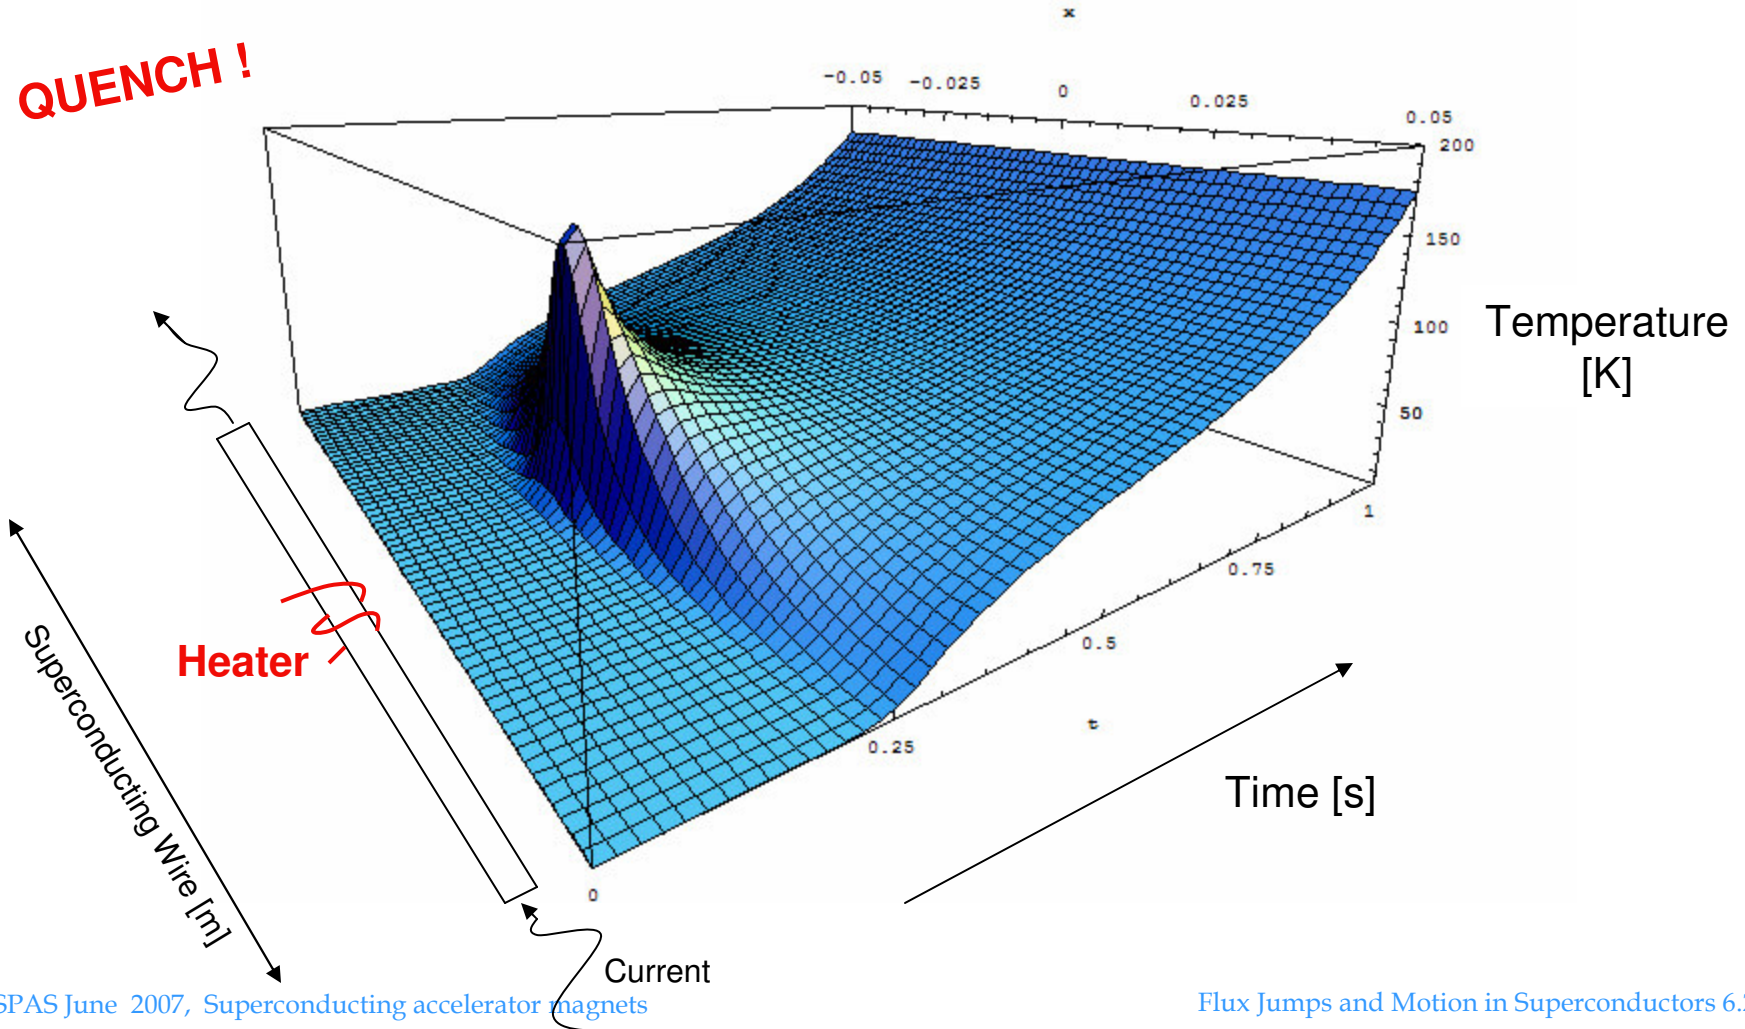 QUENCH !
x
-0.05 -0.025 0 0.025 0.05
200
150
100
50
Temperature
[K]
1
0.75
0.5
0.25
0
t
Time [s]
Heater
Superconducting Wire [m]
Current
SPAS June 2007, Superconducting accelerator magnets
Flux Jumps and Motion in Superconductors 6.